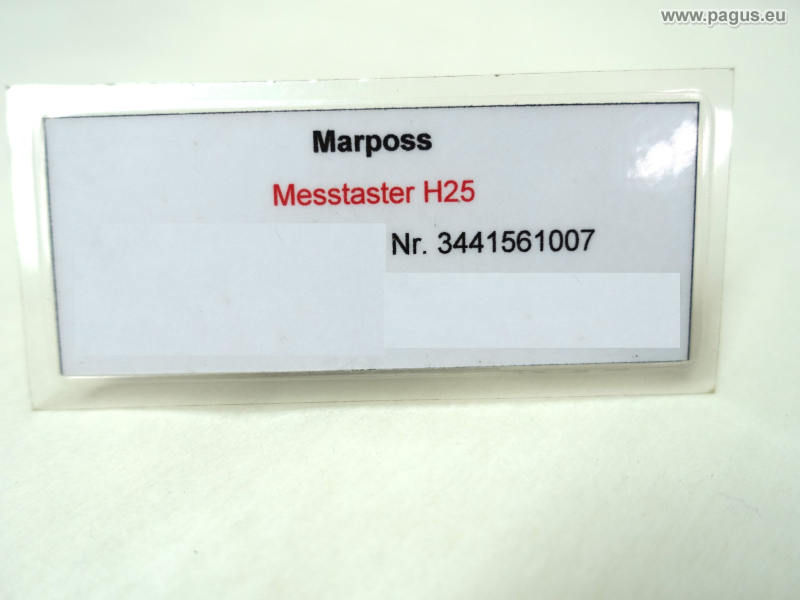 www.pagus.eu
Marposs
Messtaster H25
Nr. 3441561007